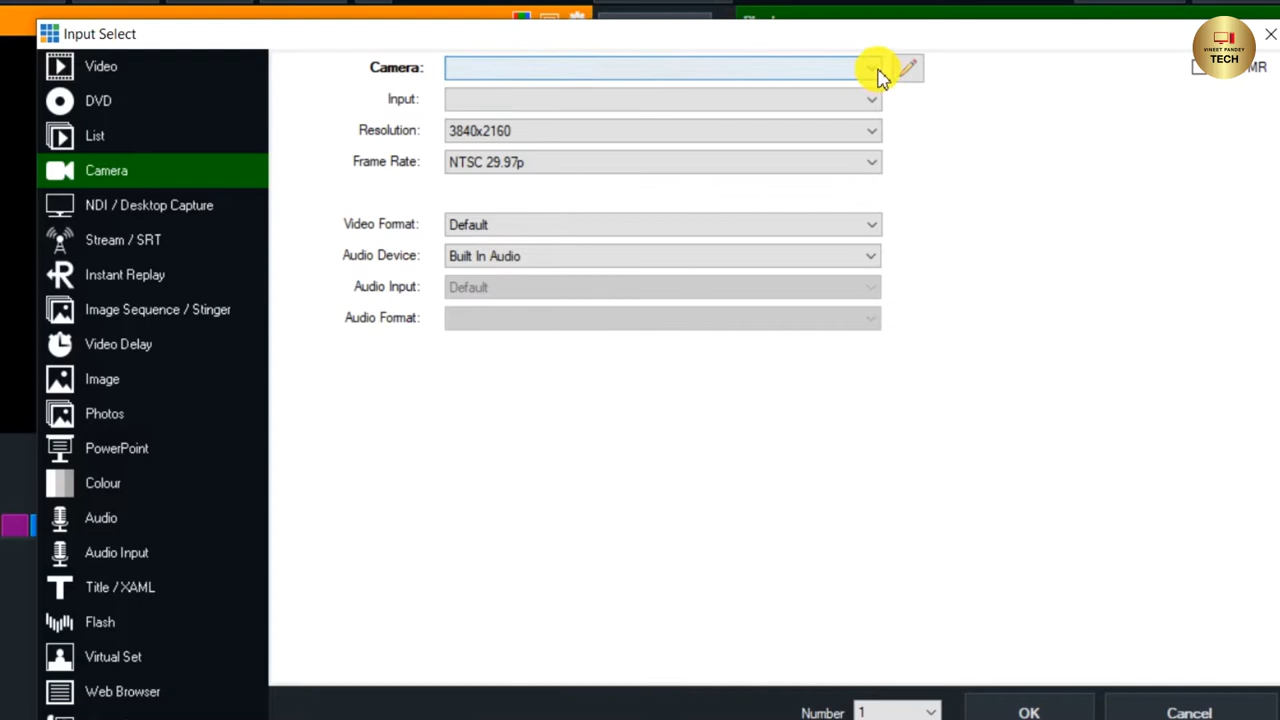 Input Select
VINEET PANDEY
TECH
MR
Video
DVD
List
Camera
NDI / Desktop Capture
Stream / SRT
Instant Replay
Image Sequence / Stinger
Video Delay
Image
Photos
PowerPoint
Colour
Audio
Audio Input
Title / XAML
Flash
Virtual Set
Web Browser
Camera:
Input:
Resolution: 3840x2160
Frame Rate: NTSC 29.97p
Video Format: Default
Audio Device: Built In Audio
Audio Input: Default
Audio Format:
Number 1
OK
Cancel